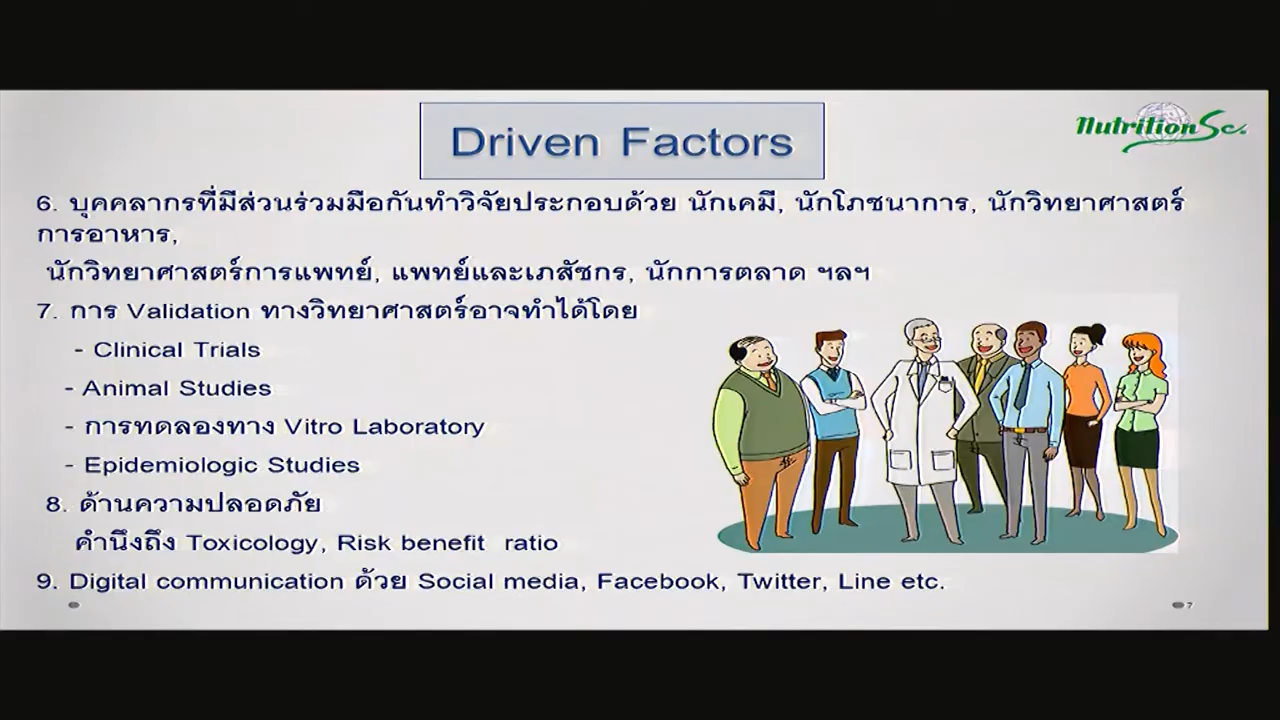 Driven Factors
NutritionSc.
6. บุคคลากรที่มีส่วนร่วมมือกันทำวิจัยประกอบด้วย นักเคมี, นักโภชนาการ, นักวิทยาศาสตร์
การอาหาร,
นักวิทยาศาสตร์การแพทย์, แพทย์และเภสัชกร, นักการตลาด ฯลฯ
7. การ Validation ทางวิทยาศาสตร์อาจทำได้โดย
- Clinical Trials
- Animal Studies
- การทดลองทาง Vitro Laboratory
- Epidemiologic Studies
8. ด้านความปลอดภัย
คำนึงถึง Toxicology, Risk benefit ratio
9. Digital communication ด้วย Social media, Facebook, Twitter, Line etc.
7